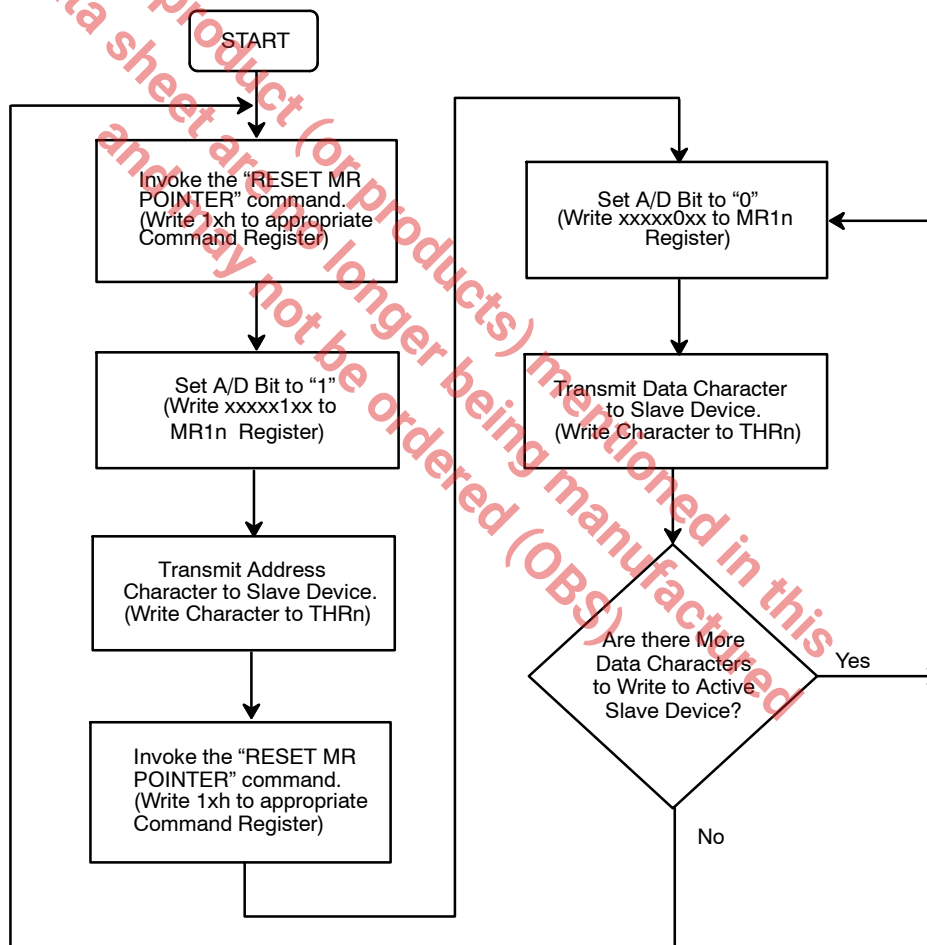 START
Invoke the “RESET MR
POINTER” command.
(Write 1xh to appropriate
Command Register)
Set A/D Bit to “1”
(Write xxxxx1xx to
MR1n Register)
Transmit Address
Character to Slave Device.
(Write Character to THRn)
Invoke the “RESET MR
POINTER” command.
(Write 1xh to appropriate
Command Register)
Set A/D Bit to “0”
(Write xxxxx0xx to MR1n
Register)
Transmit Data Character
to Slave Device.
(Write Character to THRn)
Are there More
Data Characters
to Write to Active
Slave Device?
Yes
No
product (or products) mentioned in this
sheet are no longer being manufactured
and may not be ordered (OBS)